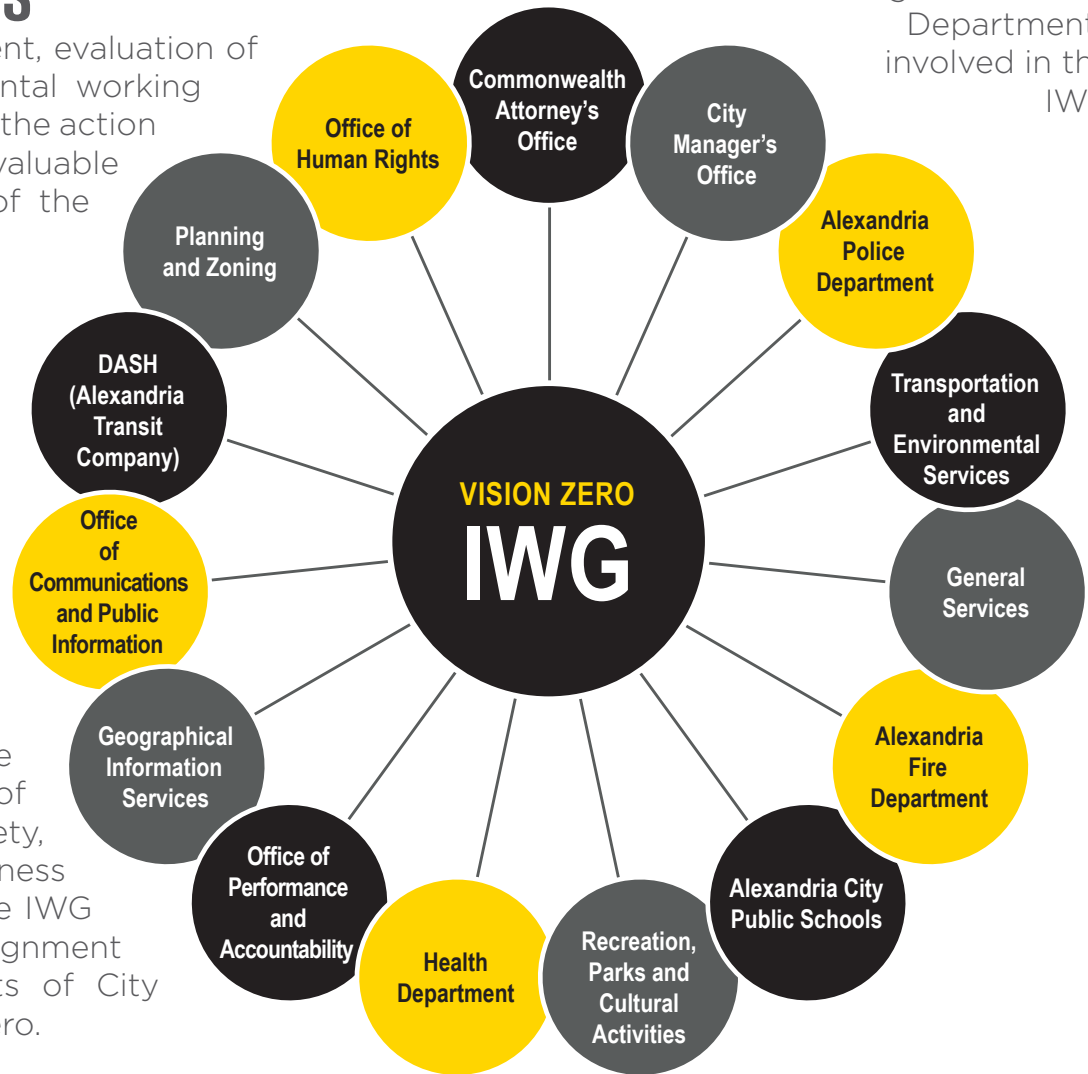 ent, evaluation of
ntal working
the action
valuable
of the
Department
involved in th
IW
Commonwealth
Attorney's
Office
City
Manager's
Office
Alexandria
Police
Department
Transportation
and
Environmental
Services
General
Services
Alexandria
Fire
Department
Alexandria City
Public Schools
Recreation,
Parks and
Cultural
Activities
Health
Department
Office of
Performance
and
Accountability
Geographical
Information
Services
Office
of
Communications
and Public
Information
DASH
(Alexandria
Transit
Company)
Planning
and Zoning
Office of
Human Rights
VISION ZERO
IWG
e
of
ety,
ness
e IWG
gnment
ts of City
ero.